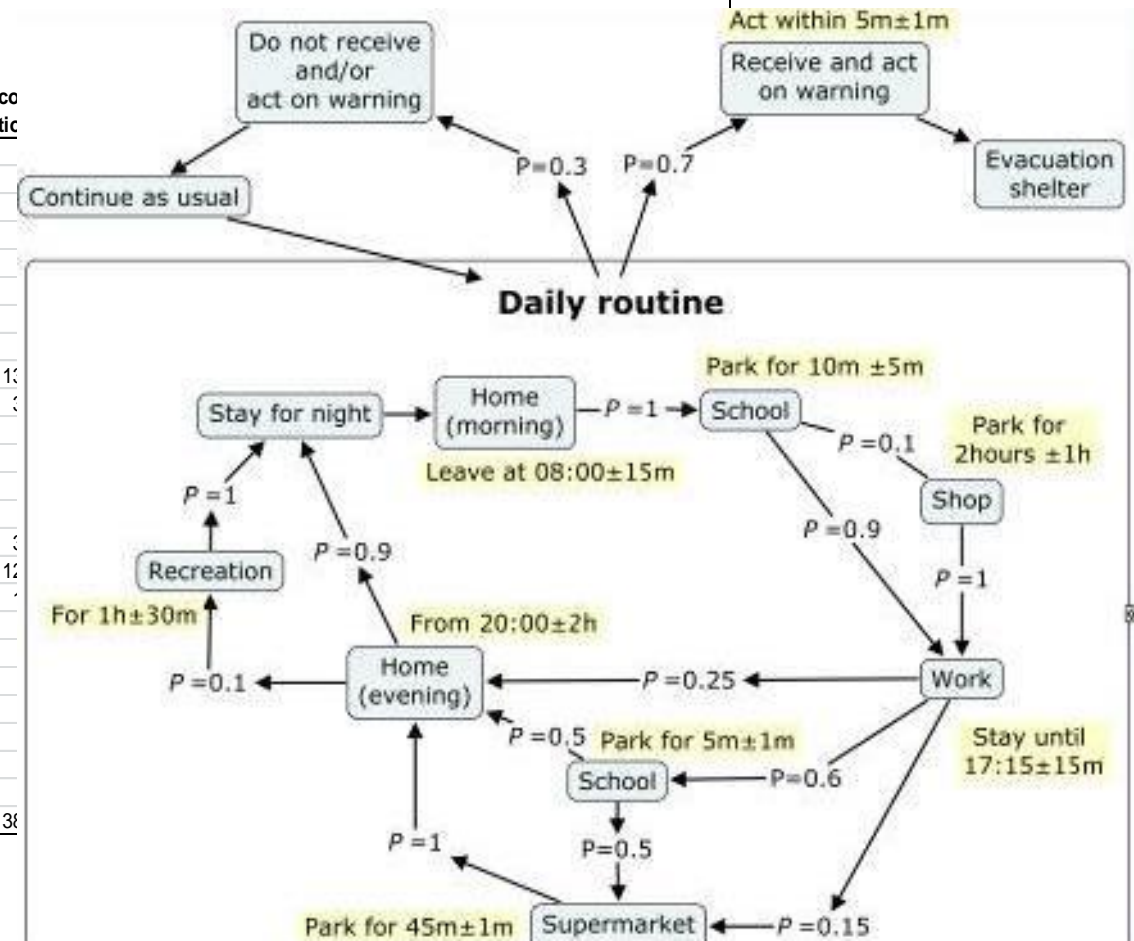 Act within 5m±1m
Do not receive
and/or
act on warning
Receive and act
on warning
P=0.3
P=0.7
Evacuation
shelter
Continue as usual
Daily routine
Park for 10m ±5m
Stay for night
Home
(morning)
P =1
School
Leave at 08:00±15m
P =0.1
Park for
2hours ±1h
P =1
Shop
P =0.9
P =0.9
Recreation
P =1
For 1h±30m
From 20:00±2h
P =0.1
Home
(evening)
P =0.25
Work
P =0.5
Park for 5m±1m
Stay until
17:15±15m
School
P=0.6
P =1
P=0.5
Park for 45m±1m
Supermarket
P =0.15
13
12
38